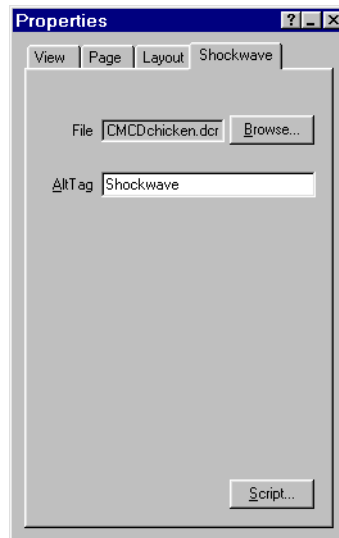 Properties
View Page Layout Shockwave
File CMCDchicken.dcr Browse...
AltTag Shockwave
Script...